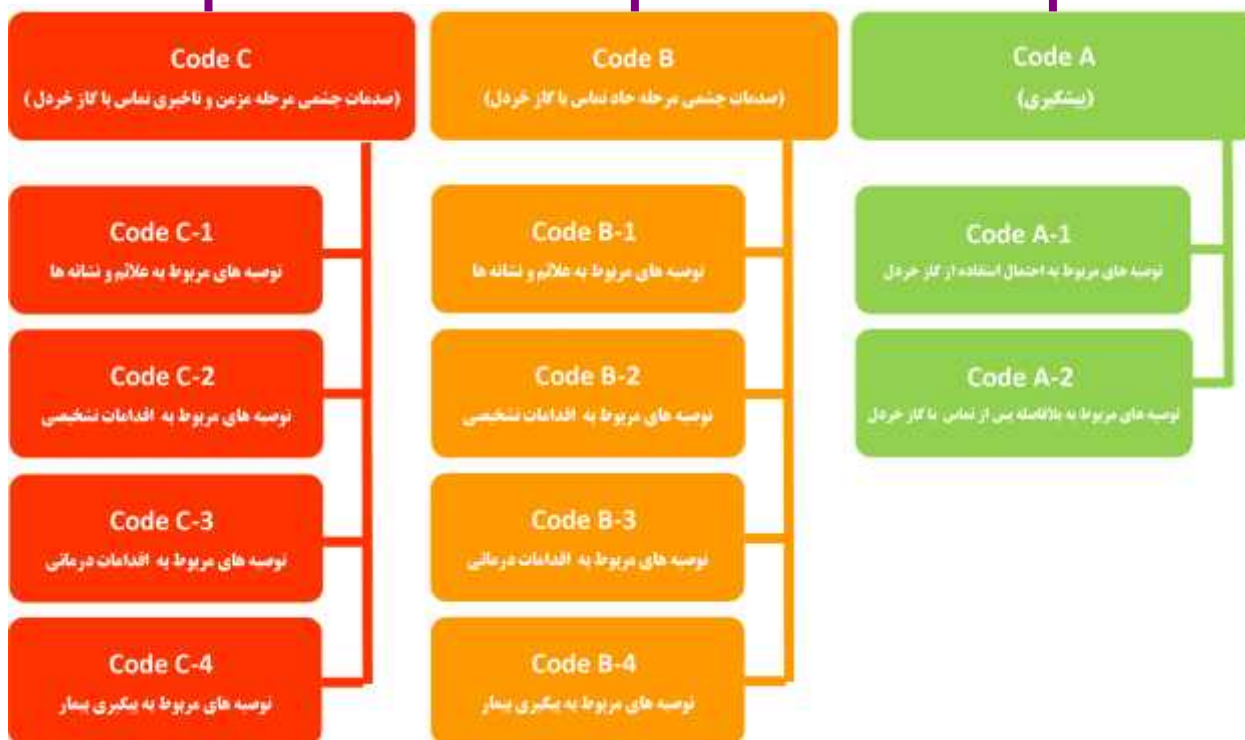 Code A
(پیشگیری)
Code A-1
توصیه های مربوط به احتمال استفاده از گاز خردل
Code A-2
توصیه های مربوط به بلافاصله پس از تماس با گاز خردل
Code B
(صدمات چشمی مرحله حاد تماس با گاز خردل)
Code B-1
توصیه های مربوط به علائم و نشانه ها
Code B-2
توصیه های مربوط به اقدامات تشخیصی
Code B-3
توصیه های مربوط به اقدامات درمانی
Code B-4
توصیه های مربوط به پیگیری بیمار
Code C
(صدمات چشمی مرحله مزمن و تاخیری تماس با گاز خردل )
Code C-1
توصیه های مربوط به علائم و نشانه ها
Code C-2
توصیه های مربوط به اقدامات تشخیصی
Code C-3
توصیه های مربوط به اقدامات درمانی
Code C-4
توصیه های مربوط به پیگیری بیمار